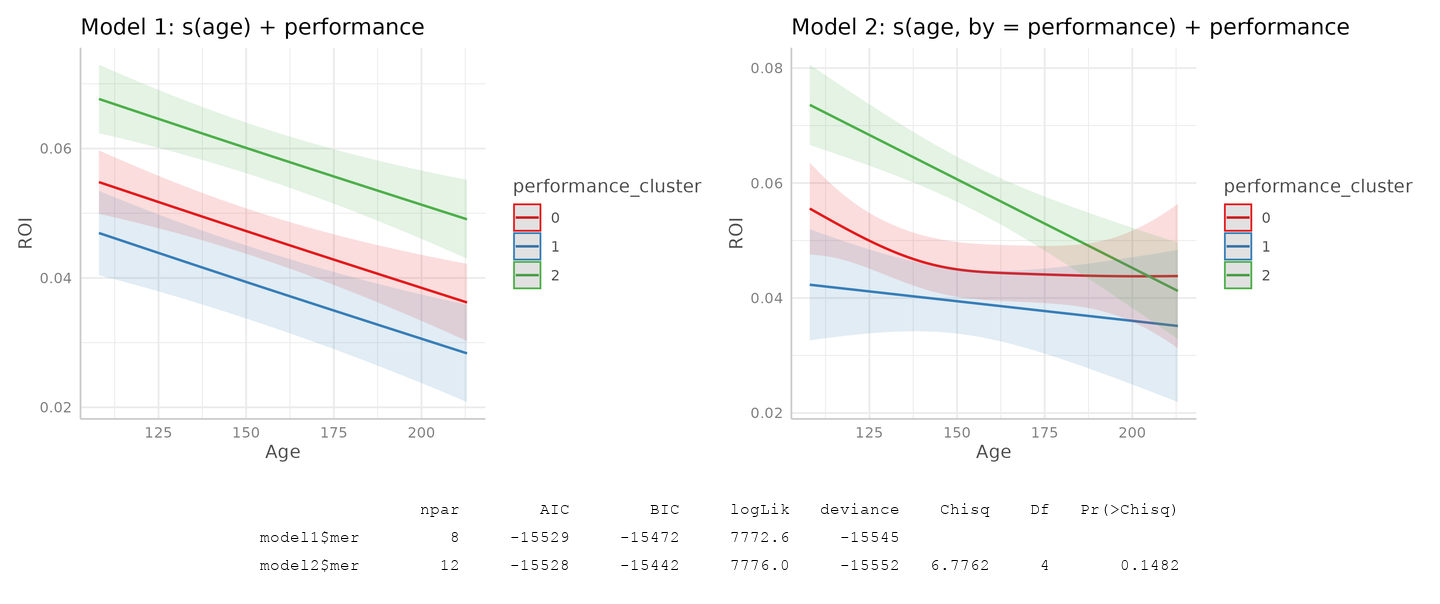 Model 1: s(age) + performance
0.06
0.04
0.02
125 150 175 200
Age
ROI
performance_cluster
0
1
2
Model 2: s(age, by = performance) + performance
0.08
0.06
0.04
0.02
125 150 175 200
Age
ROI
performance_cluster
0
1
2
npar AIC BIC logLik deviance Chisq Df Pr(>Chisq)
model1$mer 8 -15529 -15472 7772.6 -15545
model2$mer 12 -15528 -15442 7776.0 -15552 6.7762 4 0.1482